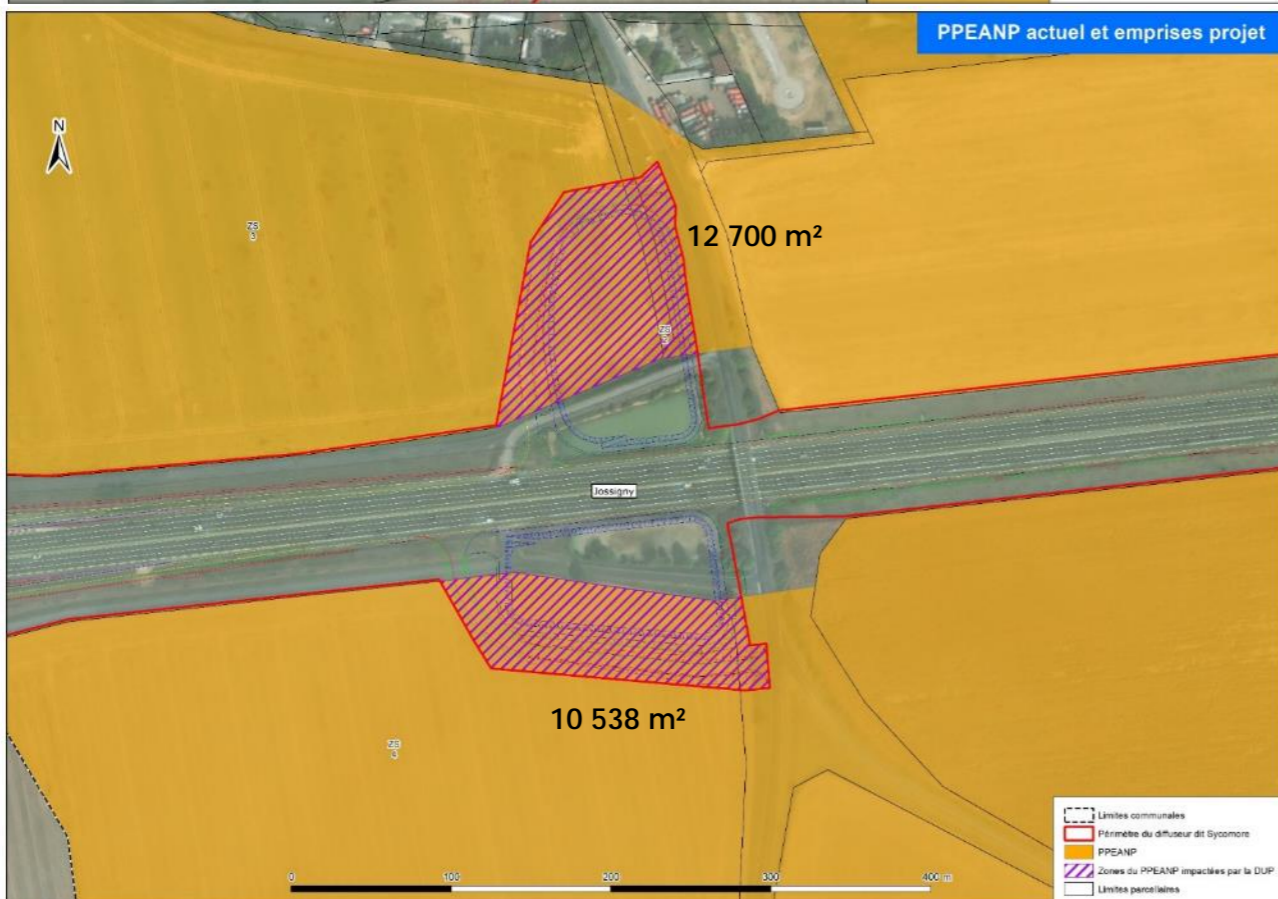 PPEANP actuel et emprises projet
N
ZS
3
12 700 m²
Jossigny
10 538 m²
ZS
4
0 100 200 300 400 m
Limites communales
Périmètre du diffuseur dit Sycomore
PPEANP
Zones du PPEANP impactées par la DUP
Limites parcellaires